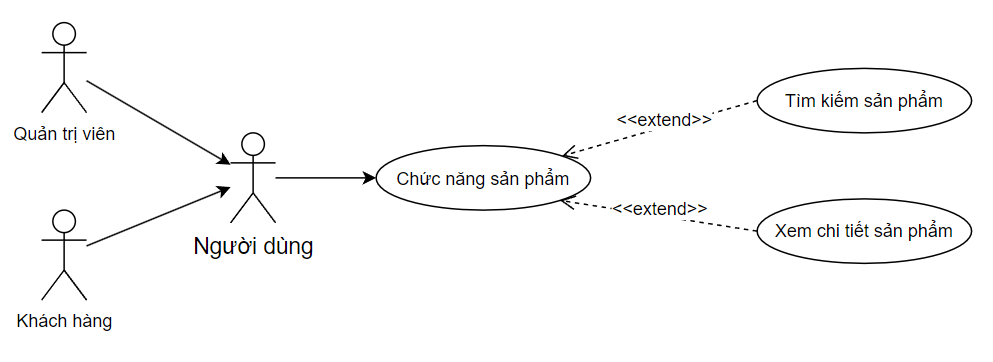 Quản trị viên
Khách hàng
Người dùng
Chức năng sản phẩm
<<extend>>
<<extend>>
Tìm kiếm sản phẩm
Xem chi tiết sản phẩm